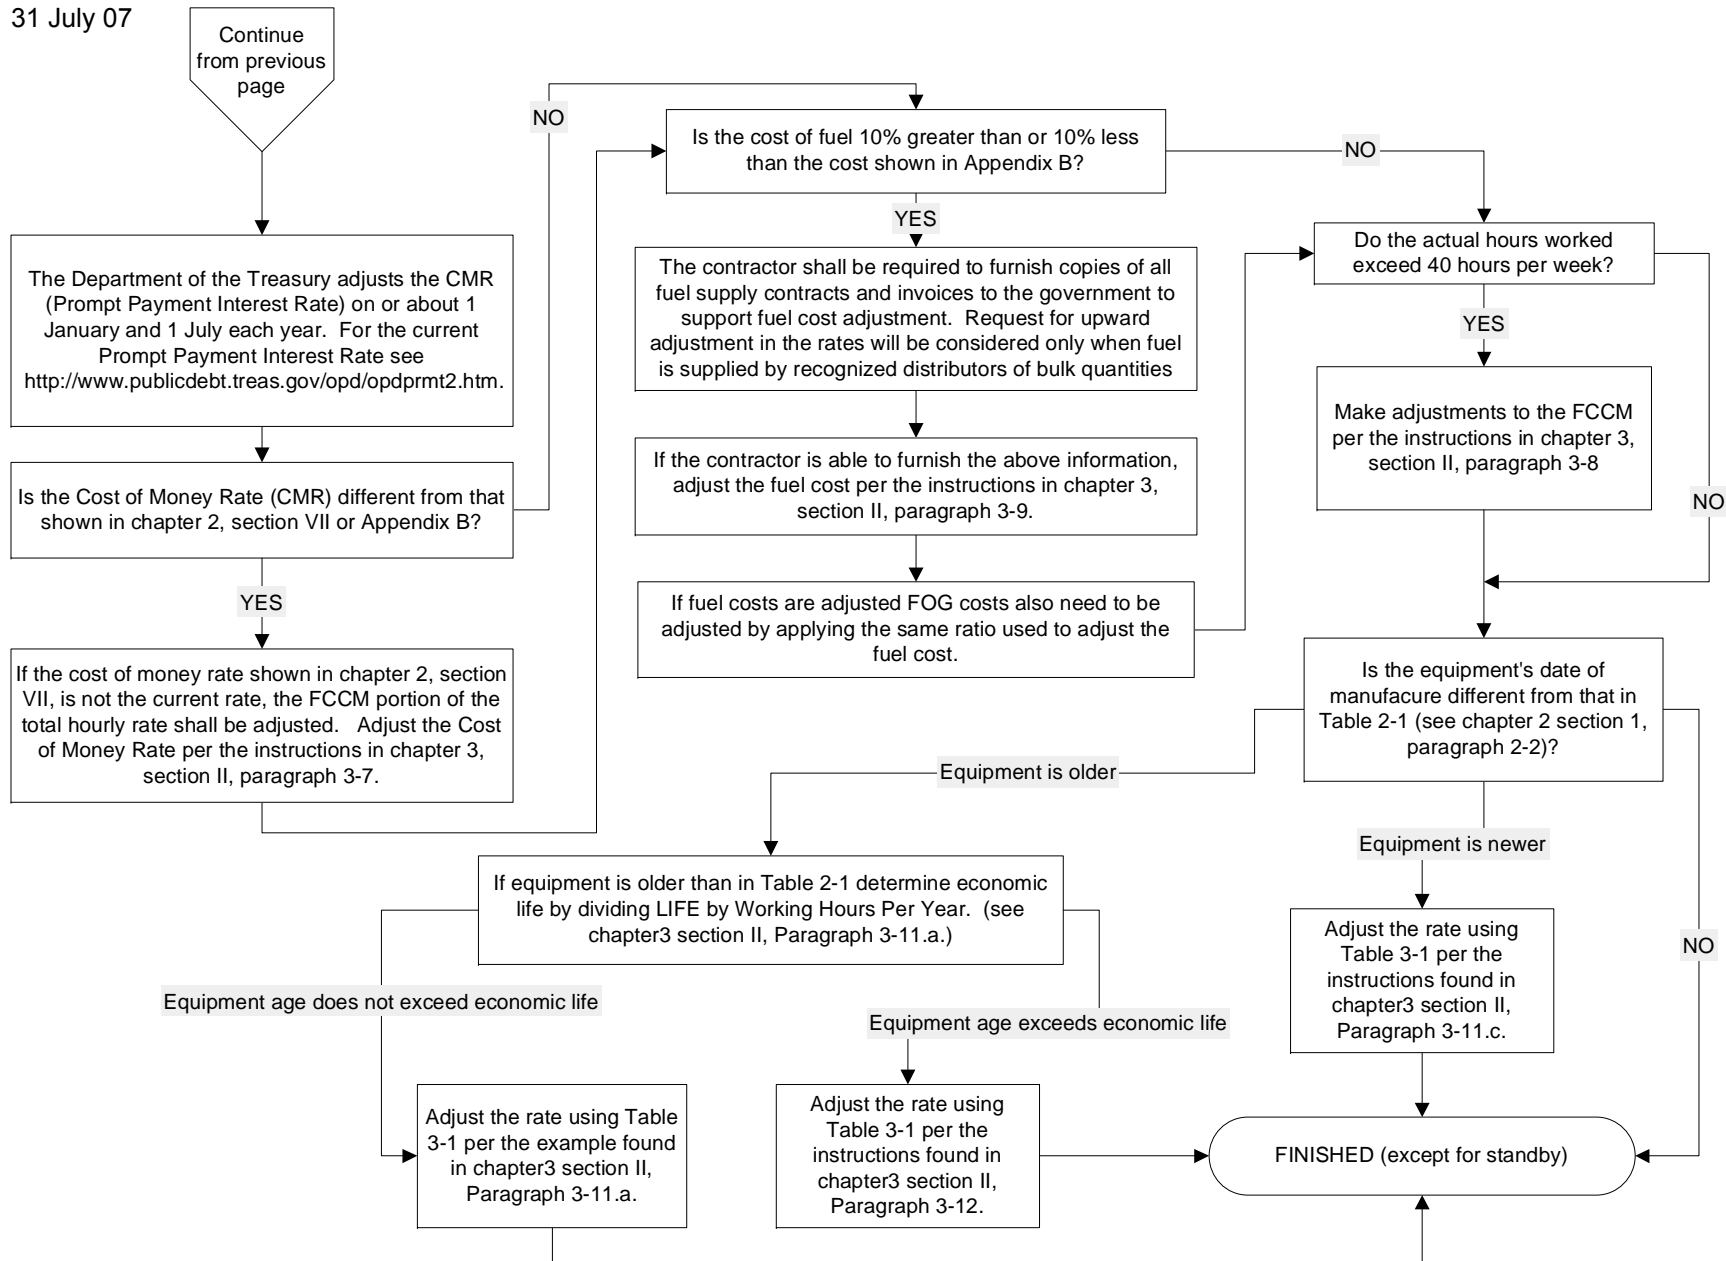 31 July 07
Continue
from previous
page
The Department of the Treasury adjusts the CMR
(Prompt Payment Interest Rate) on or about 1
January and 1 July each year.  For the current
Prompt Payment Interest Rate see
http://www.publicdebt.treas.gov/opd/opdprmt2.htm.
Is the Cost of Money Rate (CMR) different from that
shown in chapter 2, section VII or Appendix B?
NO
YES
If the cost of money rate shown in chapter 2, section
VII, is not the current rate, the FCCM portion of the
total hourly rate shall be adjusted.   Adjust the Cost
of Money Rate per the instructions in chapter 3,
section II, paragraph 3-7.
Is the cost of fuel 10% greater than or 10% less
than the cost shown in Appendix B?
NO
YES
The contractor shall be required to furnish copies of all
fuel supply contracts and invoices to the government to
support fuel cost adjustment.  Request for upward
adjustment in the rates will be considered only when fuel
is supplied by recognized distributors of bulk quantities
If the contractor is able to furnish the above information,
adjust the fuel cost per the instructions in chapter 3,
section II, paragraph 3-9.
If fuel costs are adjusted FOG costs also need to be
adjusted by applying the same ratio used to adjust the
fuel cost.
Do the actual hours worked
exceed 40 hours per week?
YES
Make adjustments to the FCCM
per the instructions in chapter 3,
section II, paragraph 3-8
NO
Is the equipment's date of
manufacure different from that in
Table 2-1 (see chapter 2 section 1,
paragraph 2-2)?
Equipment is older
Equipment is newer
NO
If equipment is older than in Table 2-1 determine economic
life by dividing LIFE by Working Hours Per Year.  (see
chapter3 section II, Paragraph 3-11.a.)
Equipment age does not exceed economic life
Equipment age exceeds economic life
Adjust the rate using Table
3-1 per the example found
in chapter3 section II,
Paragraph 3-11.a.
Adjust the rate using
Table 3-1 per the
instructions found in
chapter3 section II,
Paragraph 3-12.
Adjust the rate using
Table 3-1 per the
instructions found in
chapter3 section II,
Paragraph 3-11.c.
FINISHED (except for standby)